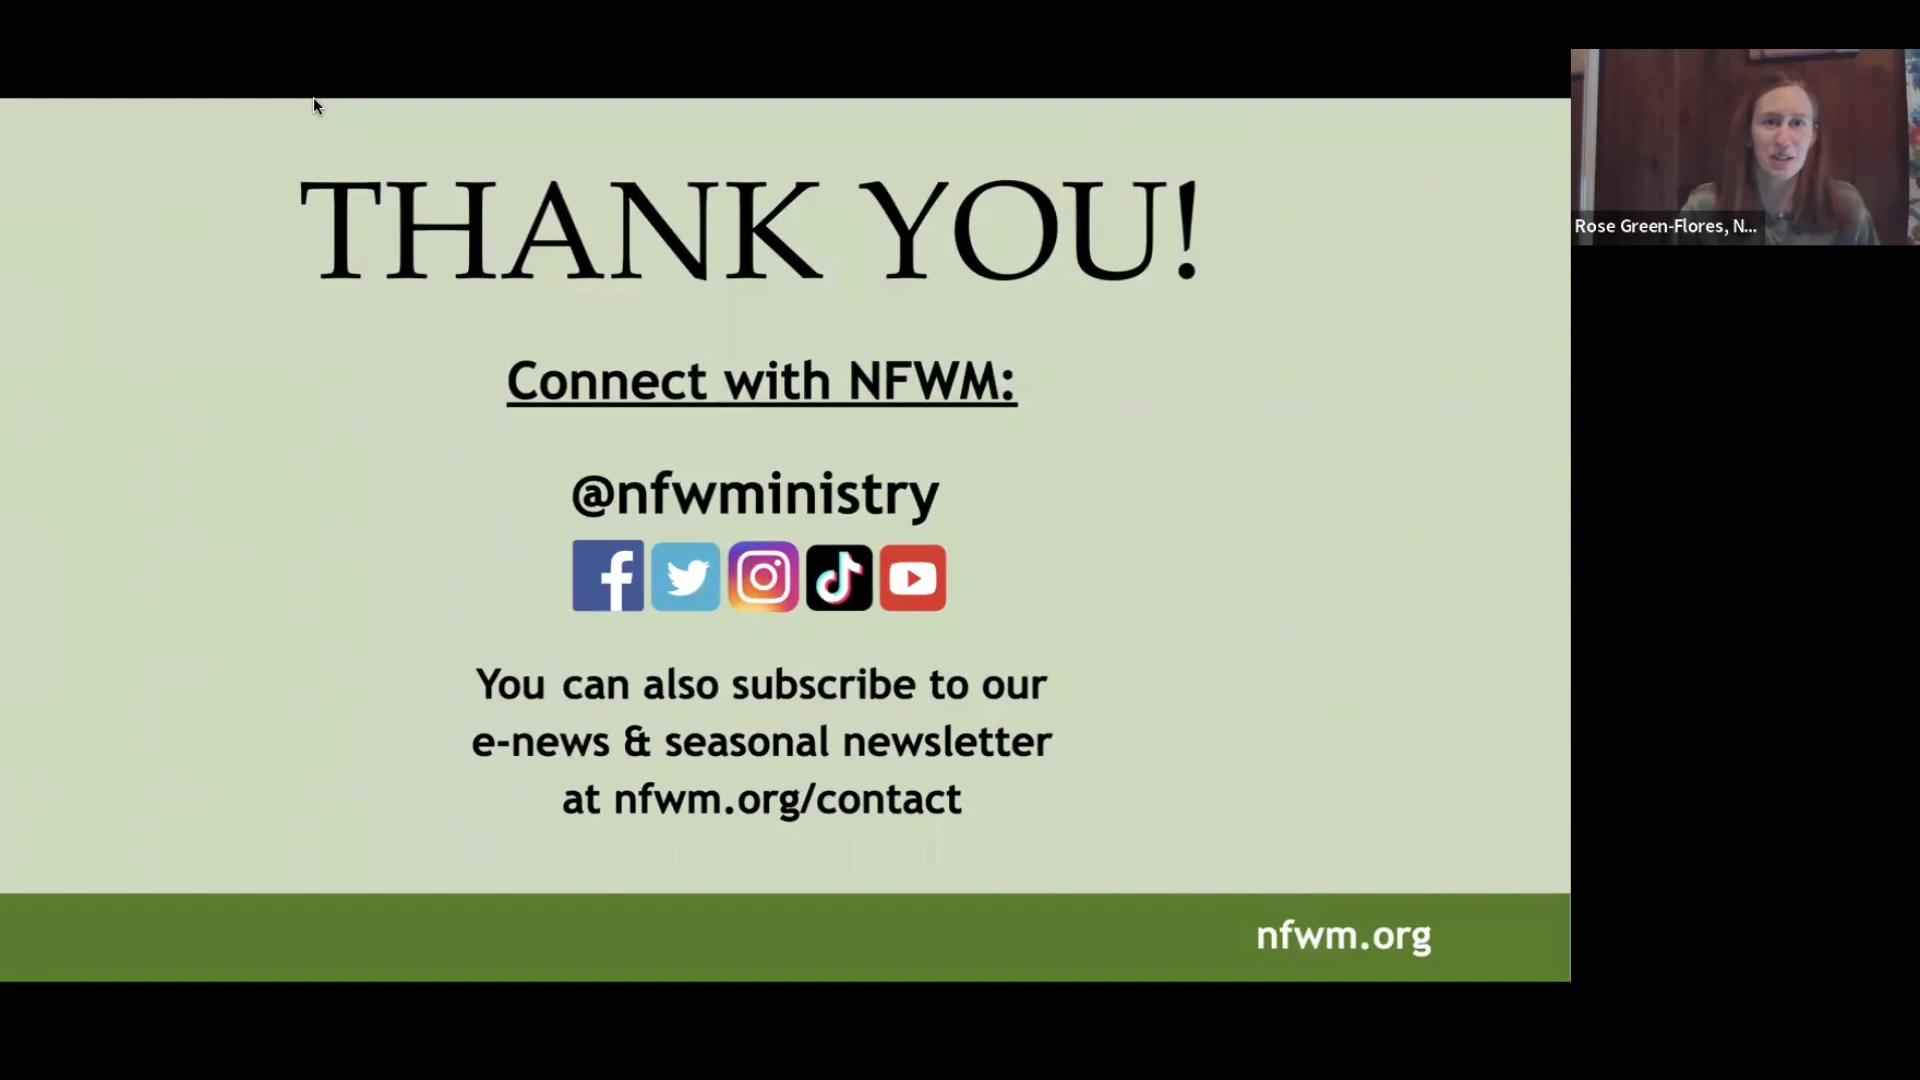 THANK YOU!
Connect with NFWM:
@nfwministry
You can also subscribe to our
e-news & seasonal newsletter
at nfwm.org/contact
nfwm.org
Rose Green-Flores, N...